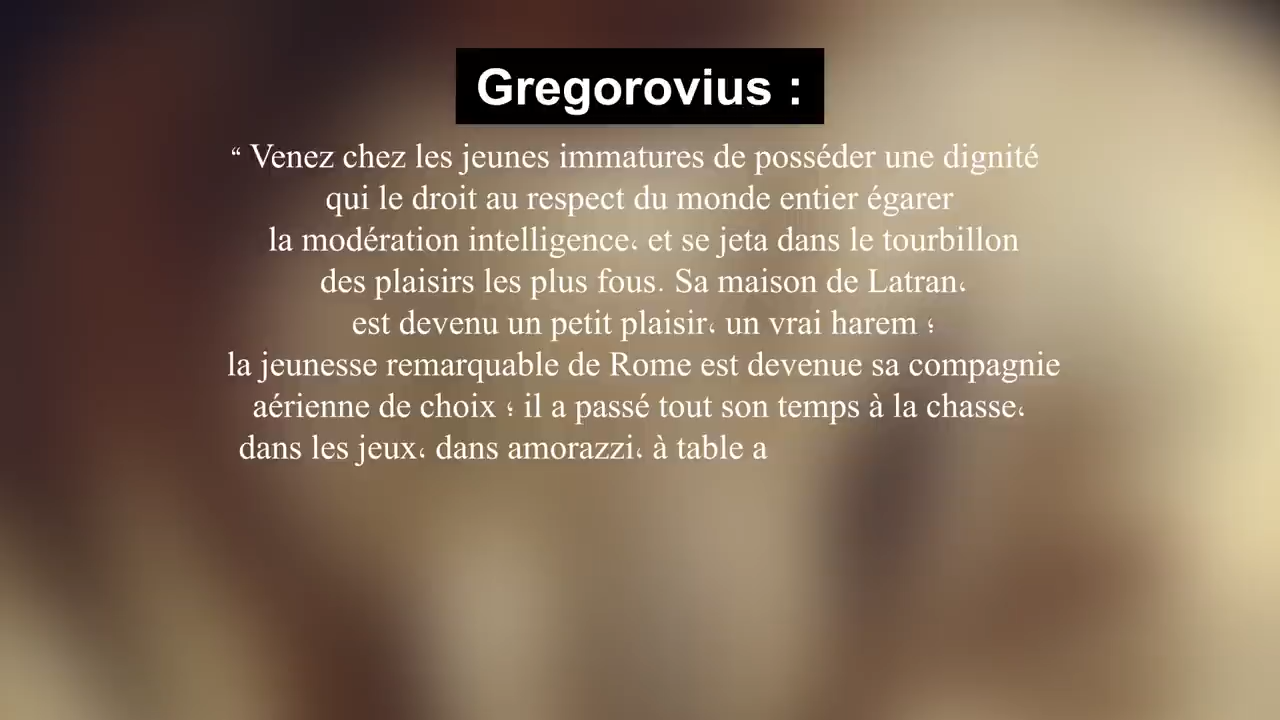 Gregorovius :
“ Venez chez les jeunes immatures de posséder une dignité
qui le droit au respect du monde entier égarer
la modération intelligence، et se jeta dans le tourbillon
des plaisirs les plus fous. Sa maison de Latran،
est devenu un petit plaisir، un vrai harem ؛
la jeunesse remarquable de Rome est devenue sa compagnie
aérienne de choix ؛ il a passé tout son temps à la chasse،
dans les jeux، dans amorazzi، à table a